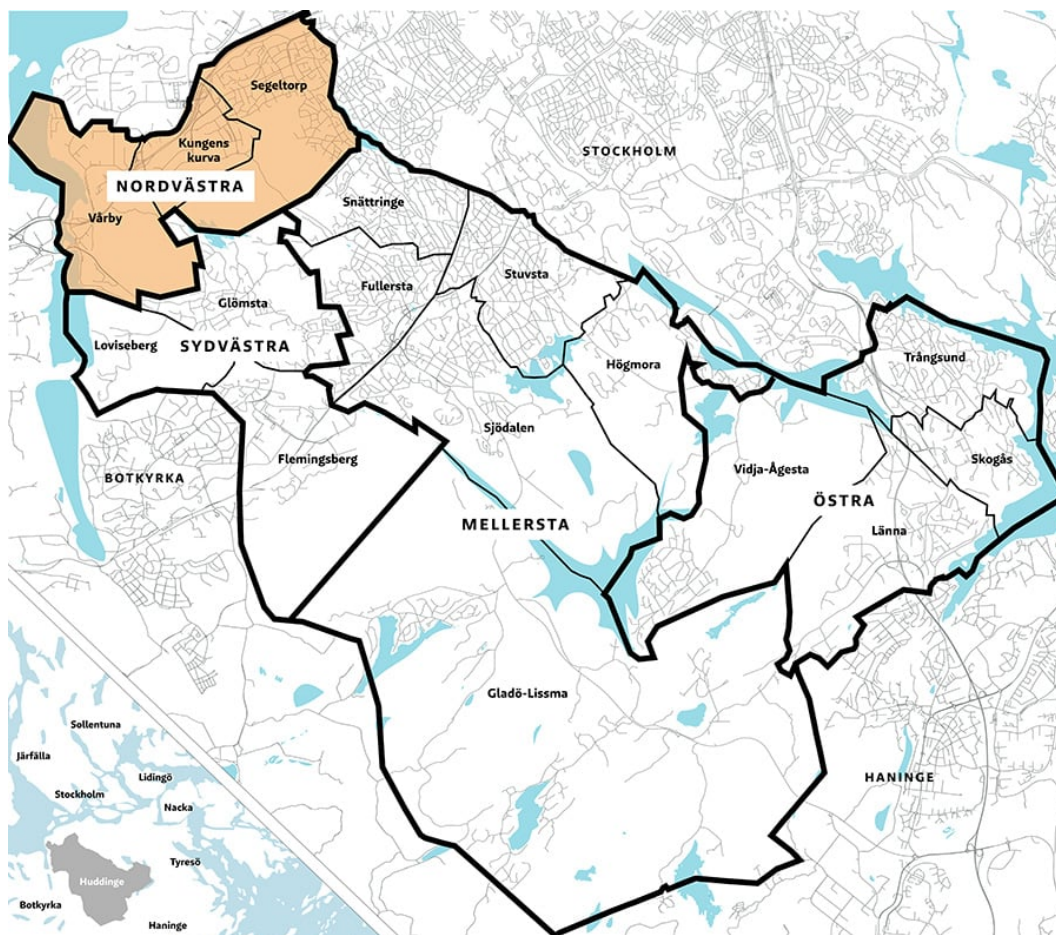 Segeltorp
Kungens
kurva
STOCKHOLM
NORDVÄSTRA
Snättringe
Vårby
Stuvsta
Fullersta
Glömsta
Loviseberg
SYDVÄSTRA
Trångsund
Högmora
Sjödalen
Flemingsberg
Skogås
Vidja-Ågesta
BOTKYRKA
ÖSTRA
MELLERSTA
Länna
Gladö-Lissma
HANINGE
Sollentuna
Järfälla
Lidingö
Stockholm
Nacka
Tyresö
Huddinge
Botkyrka
Haninge